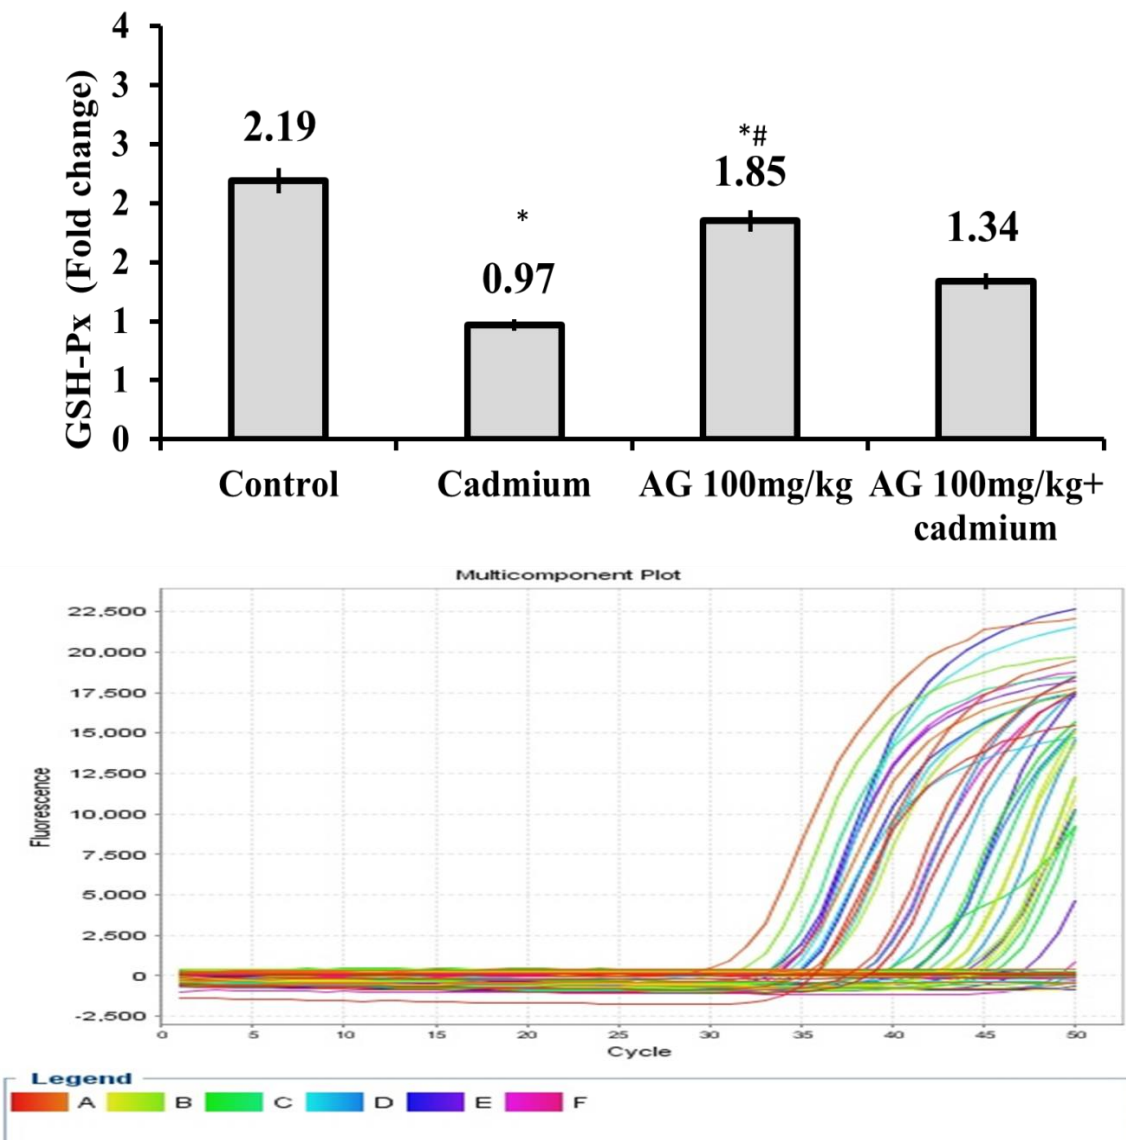 4
3
3
2
2
1
1
0
GSH-Px (Fold change)
2.19
*
0.97
*#
1.85
1.34
Control Cadmium AG 100mg/kg AG 100mg/kg+
cadmium
Multicomponent Plot
22,500
20,000
17,500
15,000
12,500
10,000
7,500
5,000
2,500
0
-2,500
Fluorescence
0 5 10 15 20 25 30 35 40 45 50
Cycle
Legend
A B C D E F